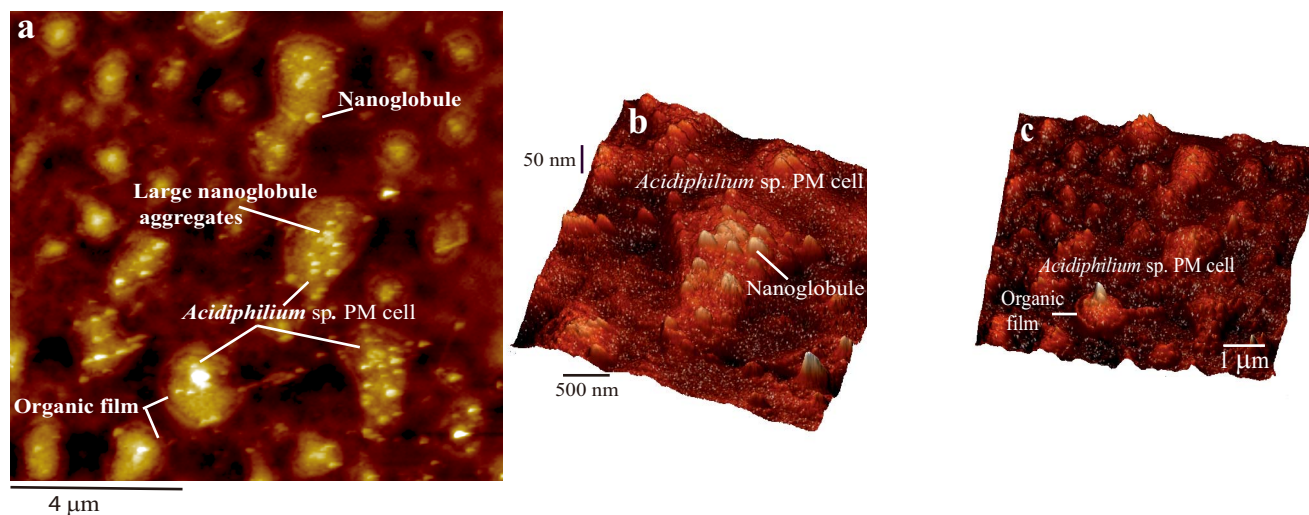 a
Nanoglobule
Large nanoglobule
aggregates
Acidiphilium sp. PM cell
Organic film
4 μm
b
50 nm
Acidiphilium sp. PM cell
Nanoglobule
500 nm
c
Acidiphilium sp. PM cell
Organic
film
1 μm